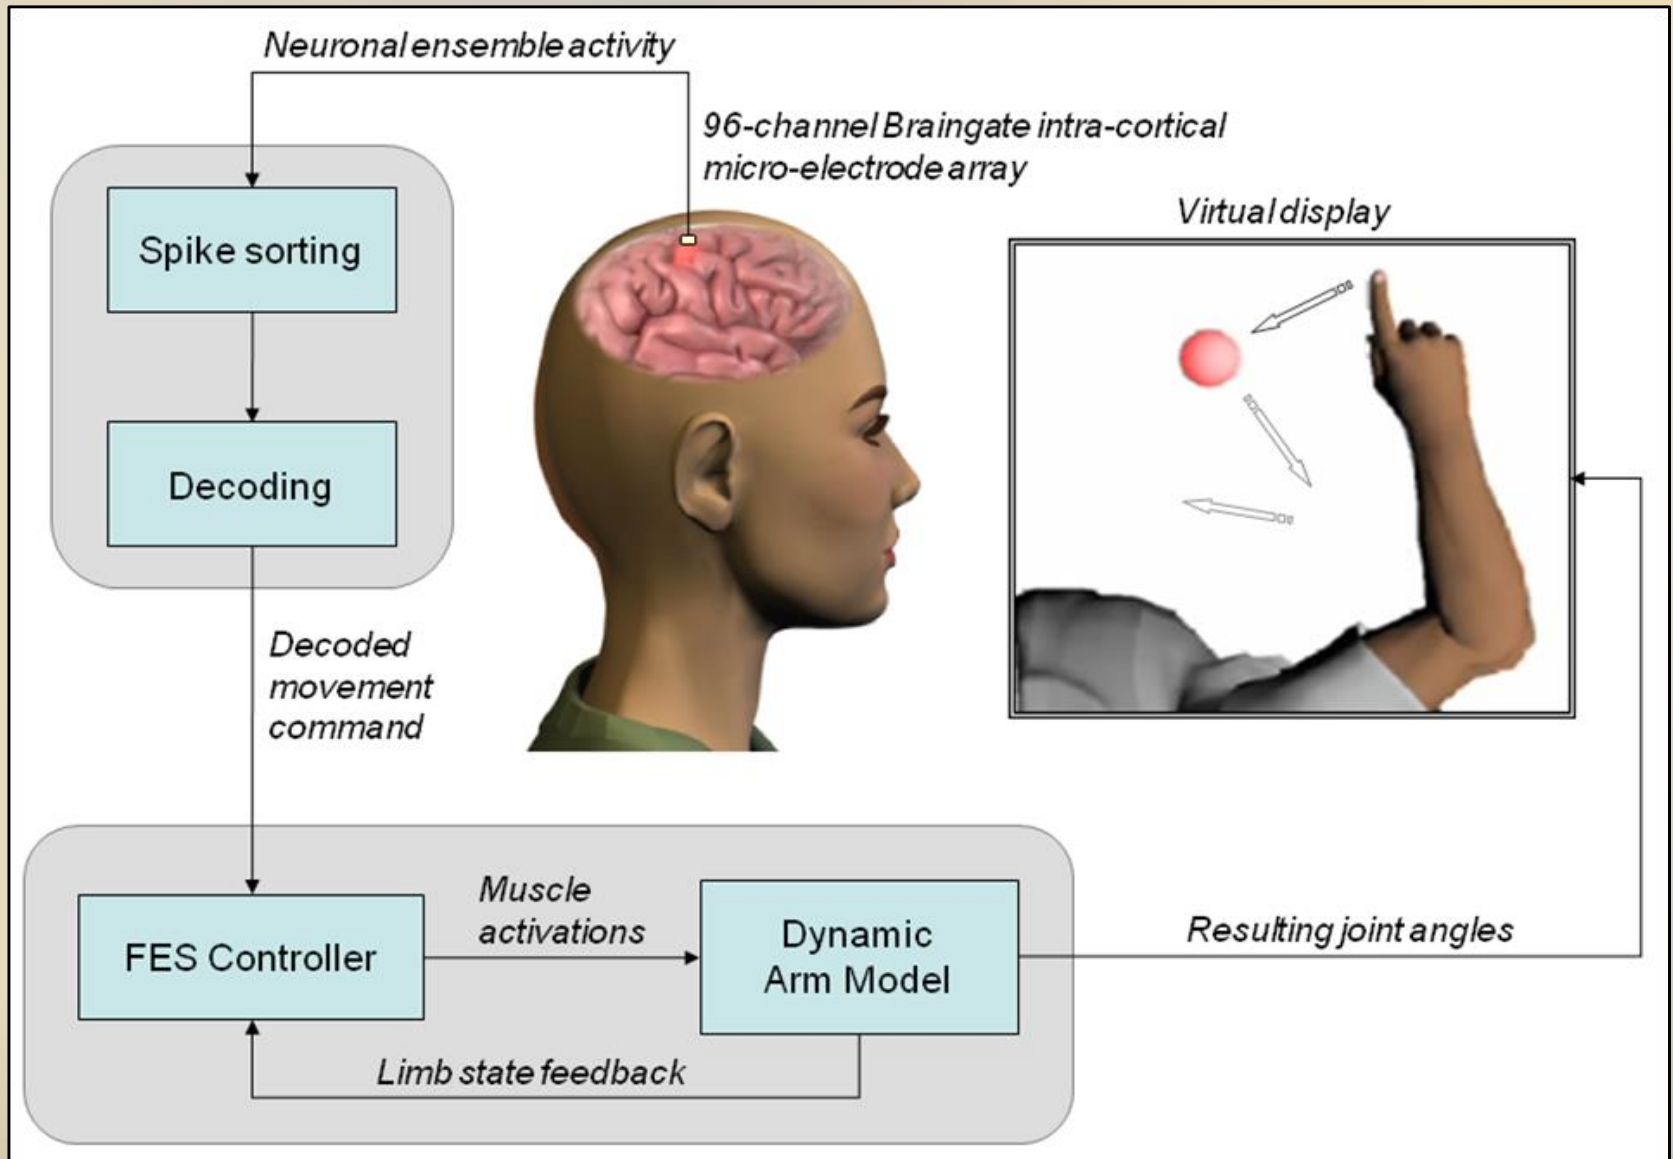 Neuronal ensemble activity
96-channel Braingate intra-cortical
micro-electrode array
Virtual display
Spike sorting
Decoding
Decoded
movement
command
FES Controller
Muscle
activations
Dynamic
Arm Model
Resulting joint angles
Limb state feedback